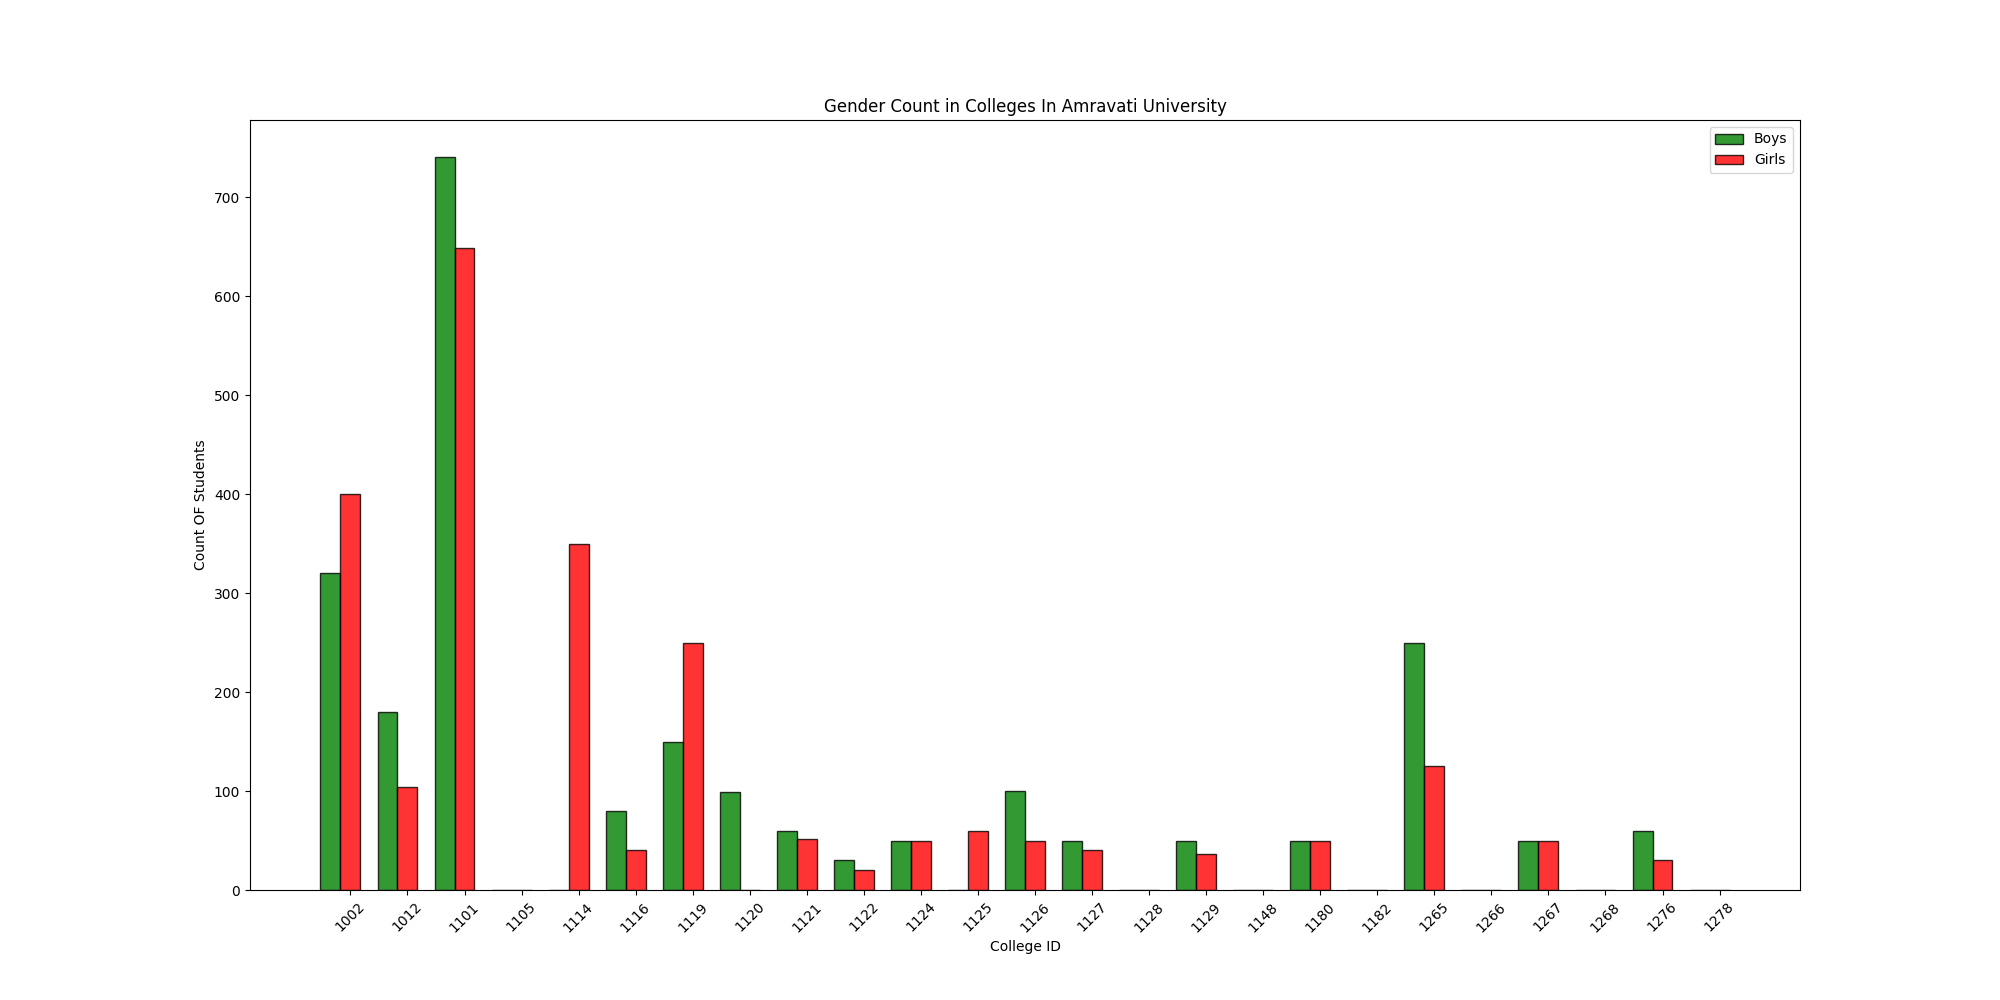 Gender Count in Colleges In Amravati University
Boys
Girls
700
600
500
400
300
200
100
0
Count OF Students
1002 1012 1101 1105 1114 1116 1119 1120 1121 1122 1124 1125 1126 1127 1128 1129 1148 1180 1182 1265 1266 1267 1268 1276 1278
College ID